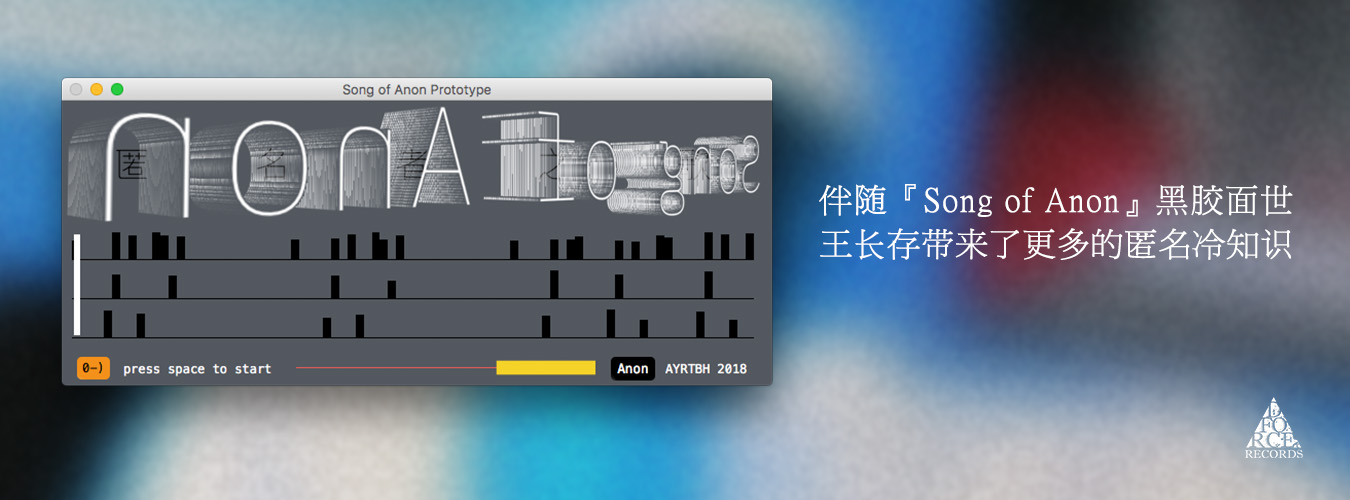 Song of Anon Prototype
nonA
匿名者之
0—)
press space to start
Anon
AYRTBH 2018
伴随『Song of Anon』黑胶面世
王长存带来了更多的匿名冷知识
D
FO
RCE
RECORDS